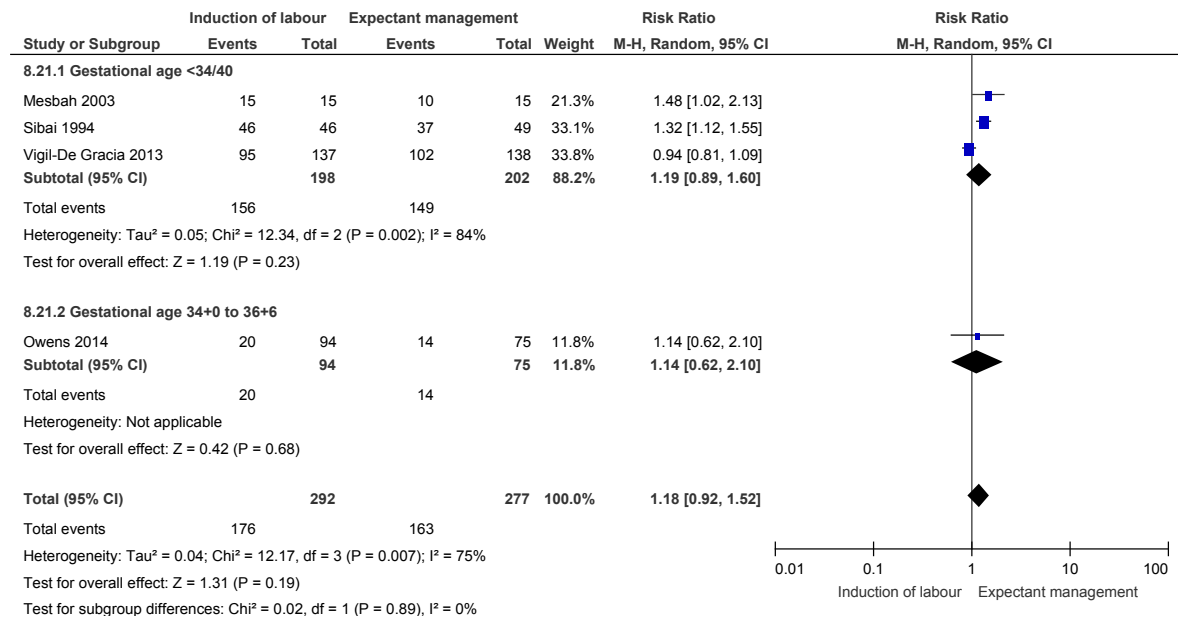 Induction of labour Expectant management Risk Ratio Risk Ratio
Study or Subgroup Events Total Events Total Weight M-H, Random, 95% CI M-H, Random, 95% CI
8.21.1 Gestational age <34/40
Mesbah 2003 15 15 10 15 21.3% 1.48 [1.02, 2.13]
Sibai 1994 46 46 37 49 33.1% 1.32 [1.12, 1.55]
Vigil-De Gracia 2013 95 137 102 138 33.8% 0.94 [0.81, 1.09]
Subtotal (95% CI) 198 202 88.2% 1.19 [0.89, 1.60]
Total events 156 149
Heterogeneity: Tau² = 0.05; Chi² = 12.34, df = 2 (P = 0.002); I² = 84%
Test for overall effect: Z = 1.19 (P = 0.23)
8.21.2 Gestational age 34+0 to 36+6
Owens 2014 20 94 14 75 11.8% 1.14 [0.62, 2.10]
Subtotal (95% CI) 94 75 11.8% 1.14 [0.62, 2.10]
Total events 20 14
Heterogeneity: Not applicable
Test for overall effect: Z = 0.42 (P = 0.68)
Total (95% CI) 292 277 100.0% 1.18 [0.92, 1.52]
Total events 176 163
Heterogeneity: Tau² = 0.04; Chi² = 12.17, df = 3 (P = 0.007); I² = 75%
Test for overall effect: Z = 1.31 (P = 0.19)
Test for subgroup differences: Chi² = 0.02, df = 1 (P = 0.89), I² = 0%
0.01 0.1 1 10 100
Induction of labour Expectant management